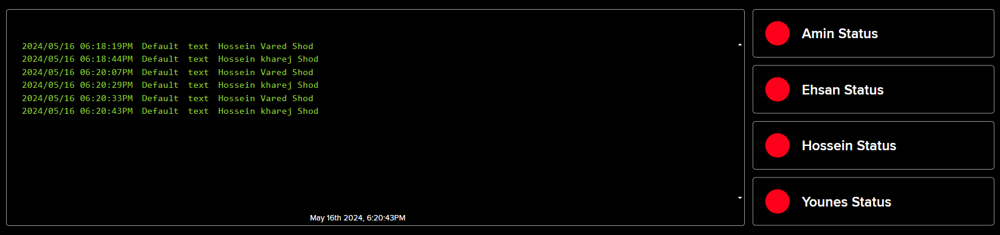 2024/05/16 06:18:19PM Default text Hossein Vared Shod
2024/05/16 06:18:44PM Default text Hossein kharej Shod
2024/05/16 06:20:07PM Default text Hossein Vared Shod
2024/05/16 06:20:29PM Default text Hossein kharej Shod
2024/05/16 06:20:33PM Default text Hossein Vared Shod
2024/05/16 06:20:43PM Default text Hossein kharej Shod
May 16th 2024, 6:20:43PM
Amin Status
Ehsan Status
Hossein Status
Younes Status